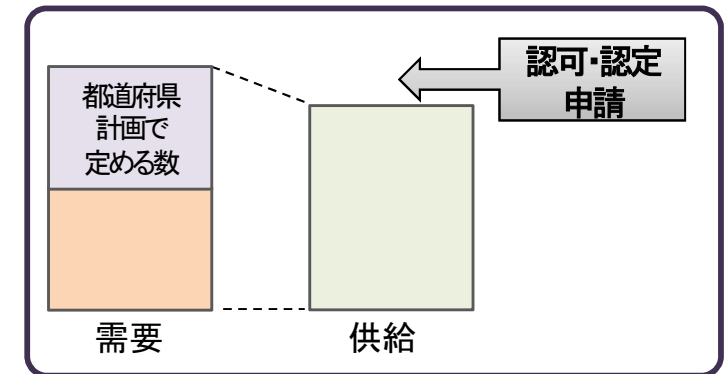 都道府県
計画で
定める数
認可・認定
申請
需要
供給